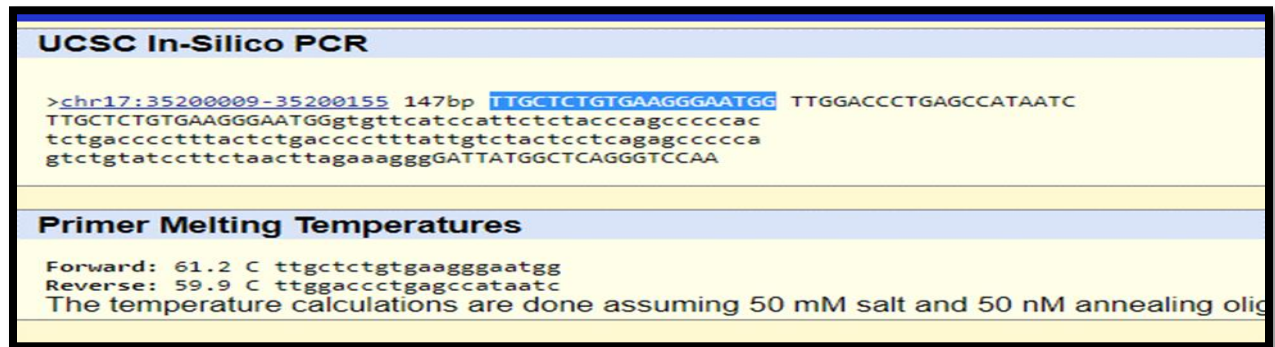 UCSC In-Silico PCR
>chr17:35200009-35200155 147bp TTGCTCTGTGAAGGGAATGG TTGGACCCTGAGCCATAATC
TTGCTCTGTGAAGGGAATGGgtgttcatccattctctacccagcccccac
tctgacccctttactctgacccctttattgtctactcctcagagccccca
gtctgtatccttctaacttagaaaggggGATTATGGCTCAGGGTCCAA
Primer Melting Temperatures
Forward: 61.2 C ttgctctgtgaagggaatgg
Reverse: 59.9 C ttggaccctgagccataatc
The temperature calculations are done assuming 50 mM salt and 50 nM annealing olig